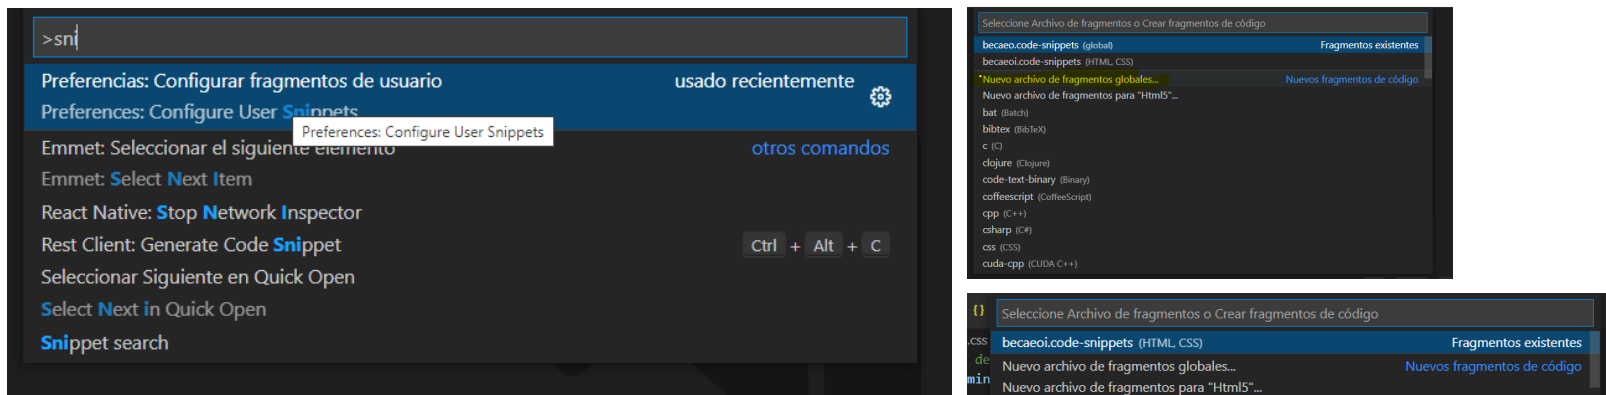 >sni
Preferencias: Configurar fragmentos de usuario usado recientemente
Preferences: Configure User Snippets
Preferences: Configure User Snippets
Emmet: Seleccionar el siguiente elemento otros comandos
Emmet: Select Next Item
React Native: Stop Network Inspector
Rest Client: Generate Code Snippet Ctrl + Alt + C
Seleccionar Siguiente en Quick Open
Select Next in Quick Open
Snippet search
Seleccione Archivo de fragmentos o Crear fragmentos de código
becaeo.code-snippets (global) Fragmentos existentes
becaeoi.code-snippets (HTML, CSS)
Nuevo archivo de fragmentos globales... Nuevos fragmentos de código
Nuevo archivo de fragmentos para "Html5"...
bat (Batch)
bibtex (BibTeX)
c (C)
clojure (Clojure)
code-text-binary (Binary)
coffeescript (CoffeeScript)
cpp (C++)
csharp (C#)
css (CSS)
cuda-cpp (CUDA C++)
{} Seleccione Archivo de fragmentos o Crear fragmentos de código
.css becaeoi.code-snippets (HTML, CSS) Fragmentos existentes
de Nuevo archivo de fragmentos globales... Nuevos fragmentos de código
min Nuevo archivo de fragmentos para "Html5"...